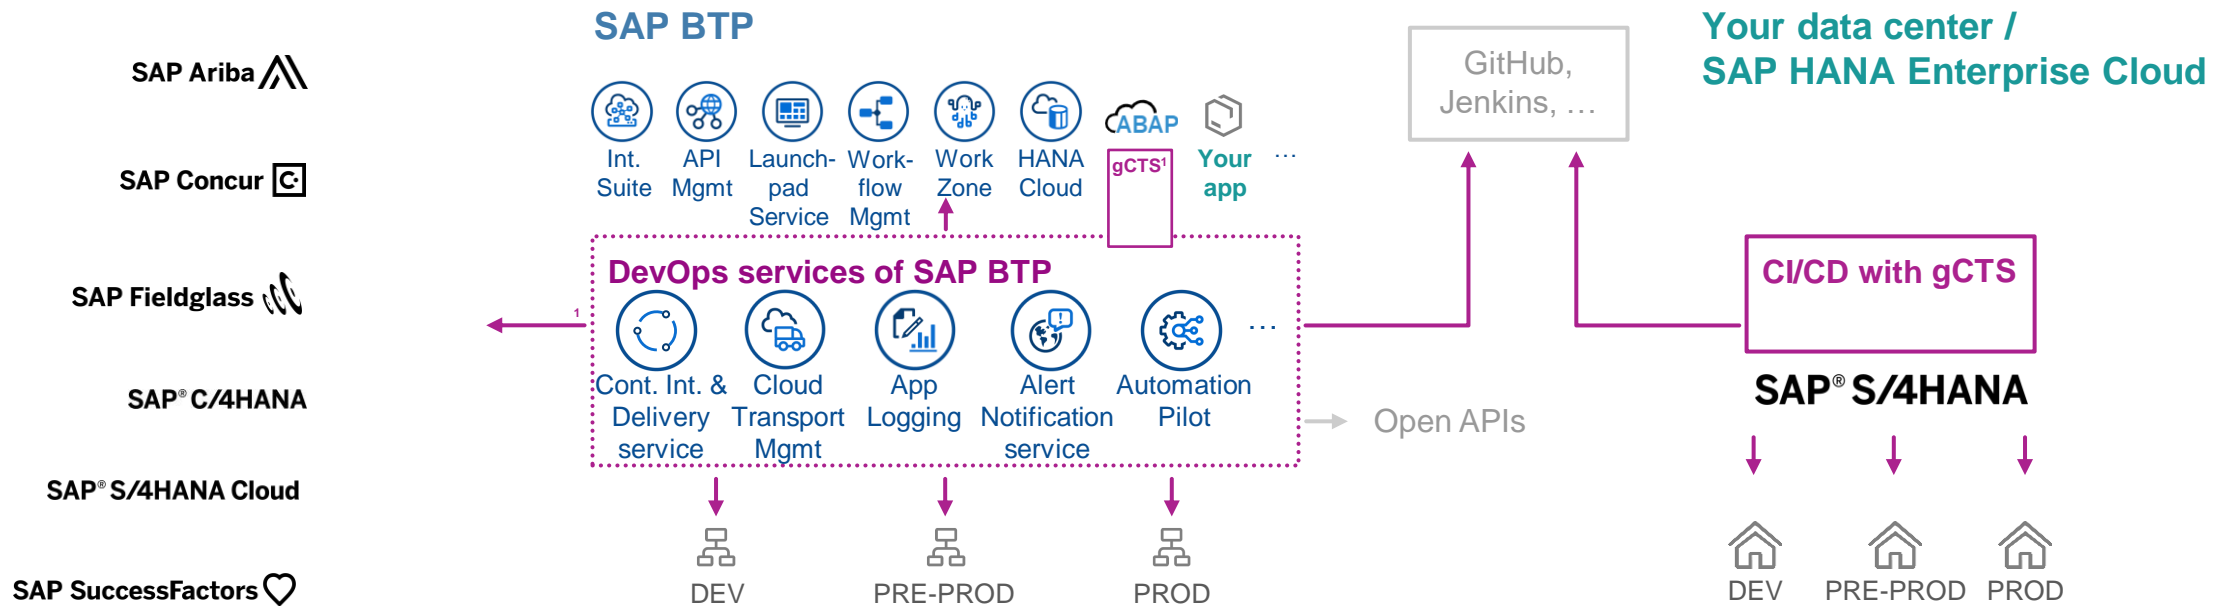 SAP Ariba
SAP Concur
SAP Fieldglass
SAP® C/4HANA
SAP® S/4HANA Cloud
SAP SuccessFactors
SAP BTP
Int.
Suite
API
Mgmt
Launch-
pad
Service
Work-
flow
Mgmt
Work
Zone
HANA
Cloud
ABAP
gCTS¹
Your
app
…
DevOps services of SAP BTP
1
Cont. Int. &
Delivery
service
Cloud
Transport
Mgmt
App
Logging
Alert
Notification
service
Automation
Pilot
…
DEV
PRE-PROD
PROD
GitHub,
Jenkins, …
Open APIs
Your data center /
SAP HANA Enterprise Cloud
CI/CD with gCTS
SAP® S/4HANA
DEV
PRE-PROD
PROD